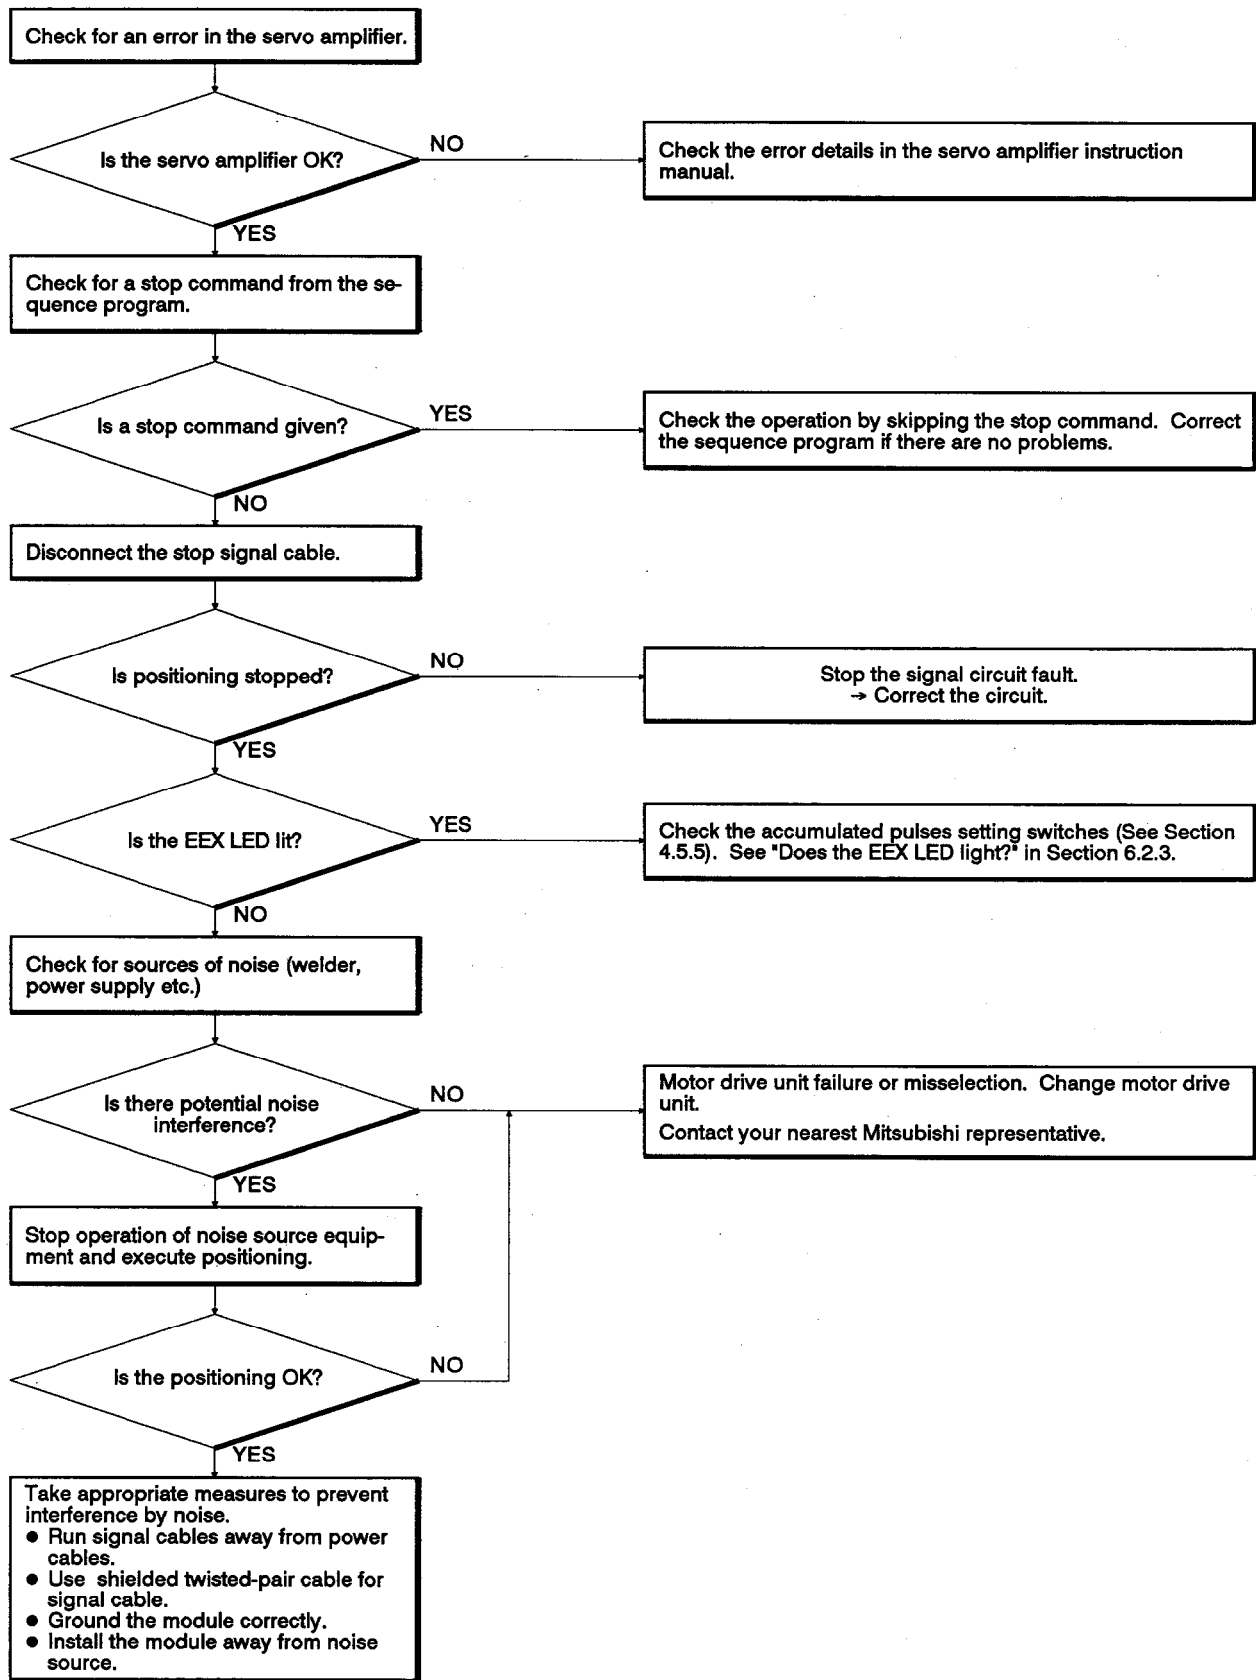 Check for an error in the servo amplifier.
Is the servo amplifier OK?
NO
Check the error details in the servo amplifier instruction
manual.
YES
Check for a stop command from the se-
quence program.
Is a stop command given?
YES
Check the operation by skipping the stop command. Correct
the sequence program if there are no problems.
NO
Disconnect the stop signal cable.
Is positioning stopped?
NO
Stop the signal circuit fault.
→ Correct the circuit.
YES
Is the EEX LED lit?
YES
Check the accumulated pulses setting switches (See Section
4.5.5). See "Does the EEX LED light?" in Section 6.2.3.
NO
Check for sources of noise (welder,
power supply etc.)
Is there potential noise
interference?
NO
Motor drive unit failure or misselection. Change motor drive
unit.
Contact your nearest Mitsubishi representative.
YES
Stop operation of noise source equip-
ment and execute positioning.
Is the positioning OK?
NO
YES
Take appropriate measures to prevent
interference by noise.
● Run signal cables away from power
cables.
● Use shielded twisted-pair cable for
signal cable.
● Ground the module correctly.
● Install the module away from noise
source.